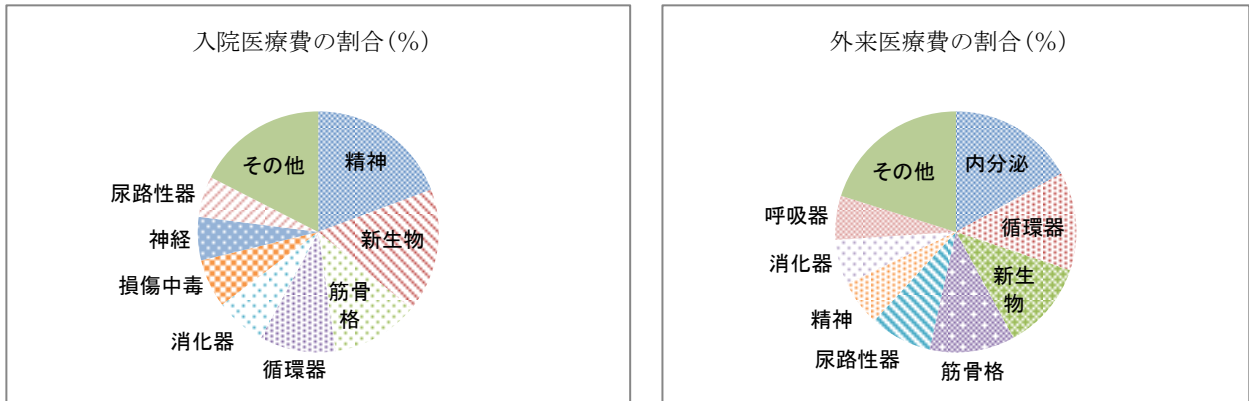 入院医療費の割合(%)
精神
新生物
筋骨
格
循環器
消化器
損傷中毒
神経
尿路性器
その他
外来医療費の割合(%)
内分泌
循環器
新生
物
筋骨格
尿路性器
精神
消化器
呼吸器
その他